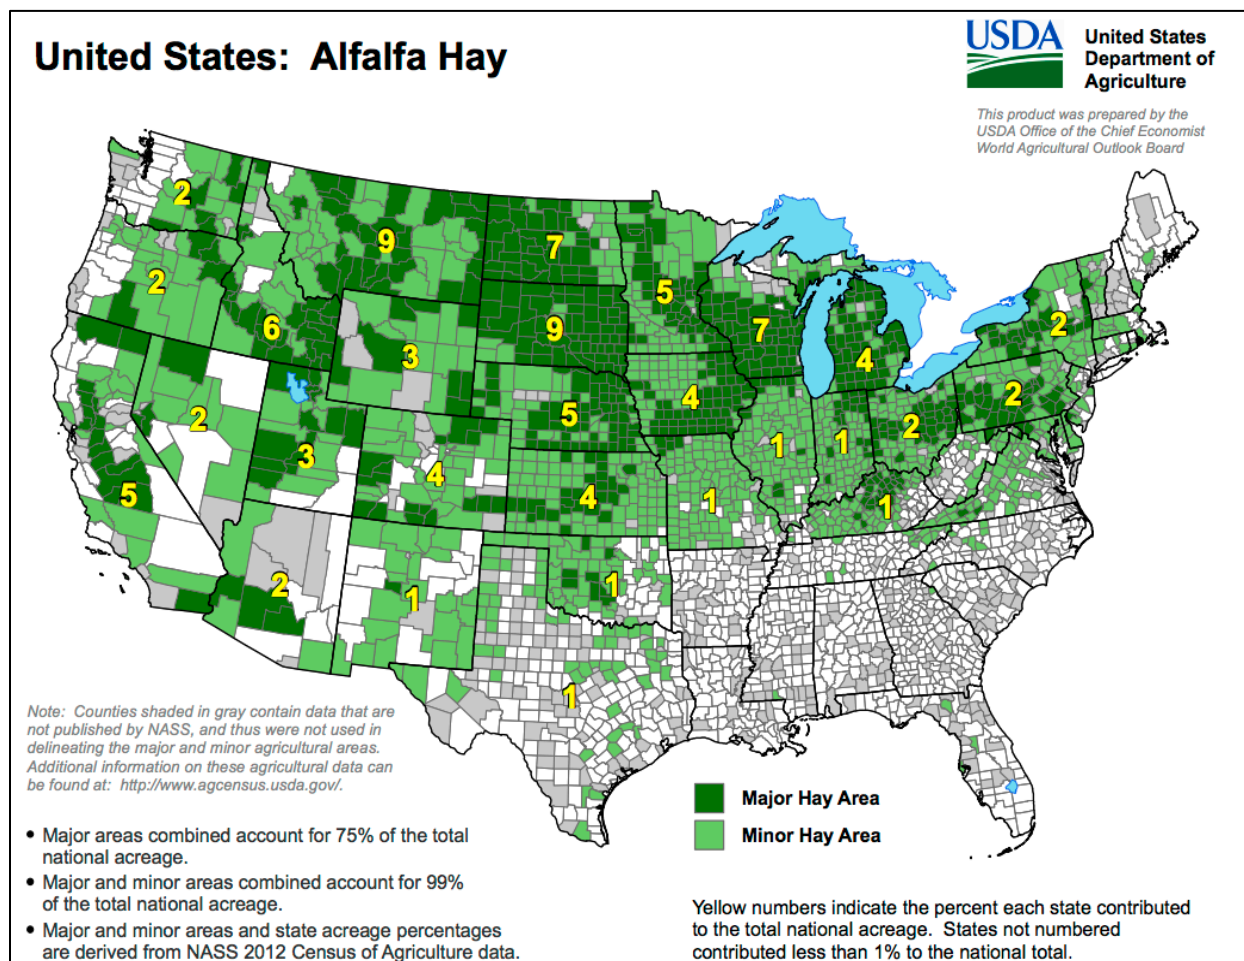 United States:  Alfalfa Hay
USDA
United States
Department of
Agriculture
This product was prepared by the
USDA Office of the Chief Economist
World Agricultural Outlook Board
2
9
7
5
2
6
3
9
7
4
2
2
3
4
5
4
4
1
1
2
2
5
1
1
2
1
1
1
Note:  Counties shaded in gray contain data that are
not published by NASS, and thus were not used in
delineating the major and minor agricultural areas.
Additional information on these agricultural data can
be found at:  http://www.agcensus.usda.gov/.
Major Hay Area
Minor Hay Area
• Major areas combined account for 75% of the total
national acreage.
• Major and minor areas combined account for 99%
of the total national acreage.
• Major and minor areas and state acreage percentages
are derived from NASS 2012 Census of Agriculture data.
Yellow numbers indicate the percent each state contributed
to the total national acreage.  States not numbered
contributed less than 1% to the national total.